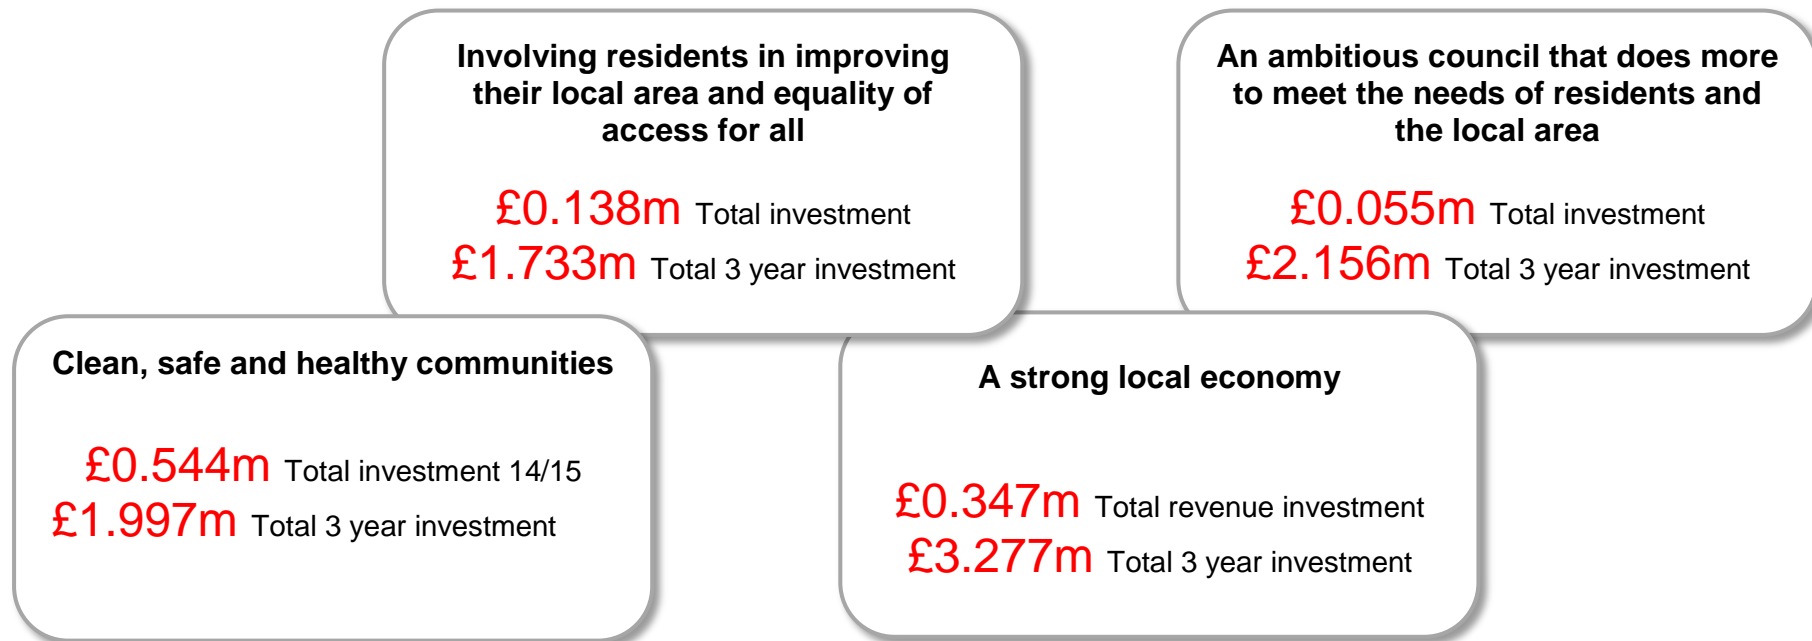 Involving residents in improving
their local area and equality of
access for all
£0.138m Total investment
£1.733m Total 3 year investment
An ambitious council that does more
to meet the needs of residents and
the local area
£0.055m Total investment
£2.156m Total 3 year investment
Clean, safe and healthy communities
£0.544m Total investment 14/15
£1.997m Total 3 year investment
A strong local economy
£0.347m Total revenue investment
£3.277m Total 3 year investment